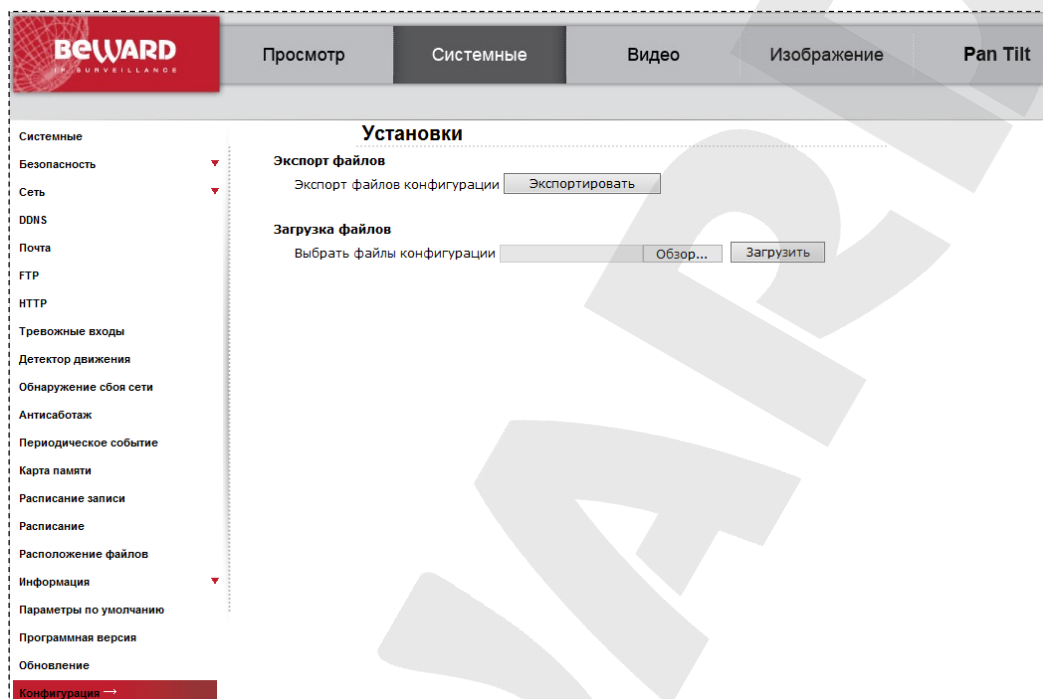 BEWARD
IP SURVEILLANCE
Просмотр
Системные
Видео
Изображение
Pan Tilt
Системные
Безопасность
Сеть
DDNS
Почта
FTP
HTTP
Тревожные входы
Детектор движения
Обнаружение сбоя сети
Антисаботаж
Периодическое событие
Карта памяти
Расписание записи
Расписание
Расположение файлов
Информация
Параметры по умолчанию
Программная версия
Обновление
Конфигурация →
Установки
Экспорт файлов
Экспорт файлов конфигурации Экспортировать
Загрузка файлов
Выбрать файлы конфигурации Обзор... Загрузить